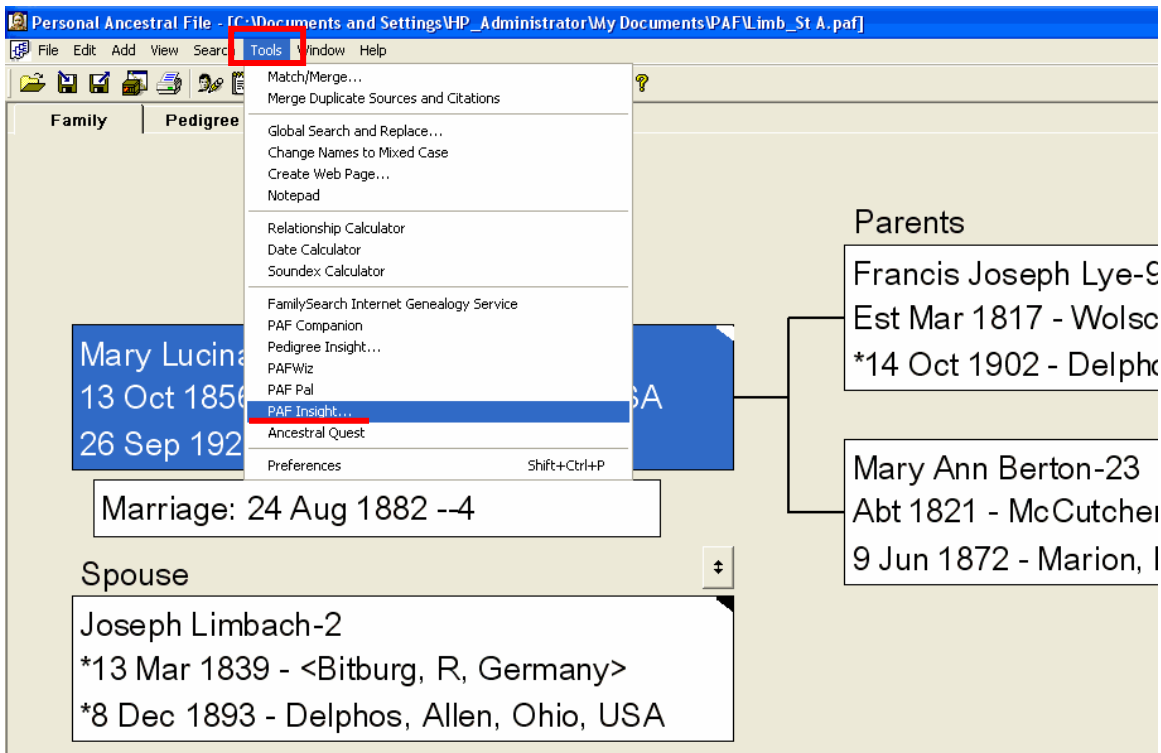 Personal Ancestral File - [C:\Documents and Settings\HP_Administrator\My Documents\PAF\Limb_St A.paf]
File Edit Add View Search Tools Window Help
Family Pedigree
Match/Merge...
Merge Duplicate Sources and Citations
Global Search and Replace...
Change Names to Mixed Case
Create Web Page...
Notepad
Relationship Calculator
Date Calculator
Soundex Calculator
FamilySearch Internet Genealogy Service
PAF Companion
Pedigree Insight...
PAFWiz
PAF Pal
PAF Insight...
Ancestral Quest
Preferences Shift+Ctrl+P
Mary Lucina
13 Oct 1856
26 Sep 192
Marriage: 24 Aug 1882 --4
Spouse
Joseph Limbach-2
*13 Mar 1839 - <Bitburg, R, Germany>
*8 Dec 1893 - Delphos, Allen, Ohio, USA
Parents
Francis Joseph Lye-9
Est Mar 1817 - Wolsc
*14 Oct 1902 - Delpho
Mary Ann Berton-23
Abt 1821 - McCutcher
9 Jun 1872 - Marion,